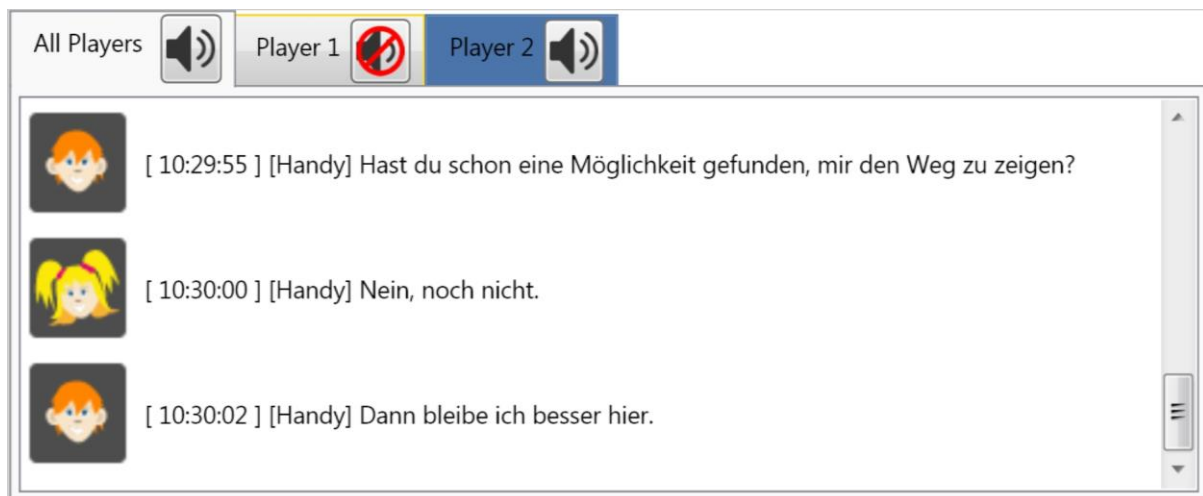 All Players Player 1 Player 2
[ 10:29:55 ] [Handy] Hast du schon eine Möglichkeit gefunden, mir den Weg zu zeigen?
[ 10:30:00 ] [Handy] Nein, noch nicht.
[ 10:30:02 ] [Handy] Dann bleibe ich besser hier.